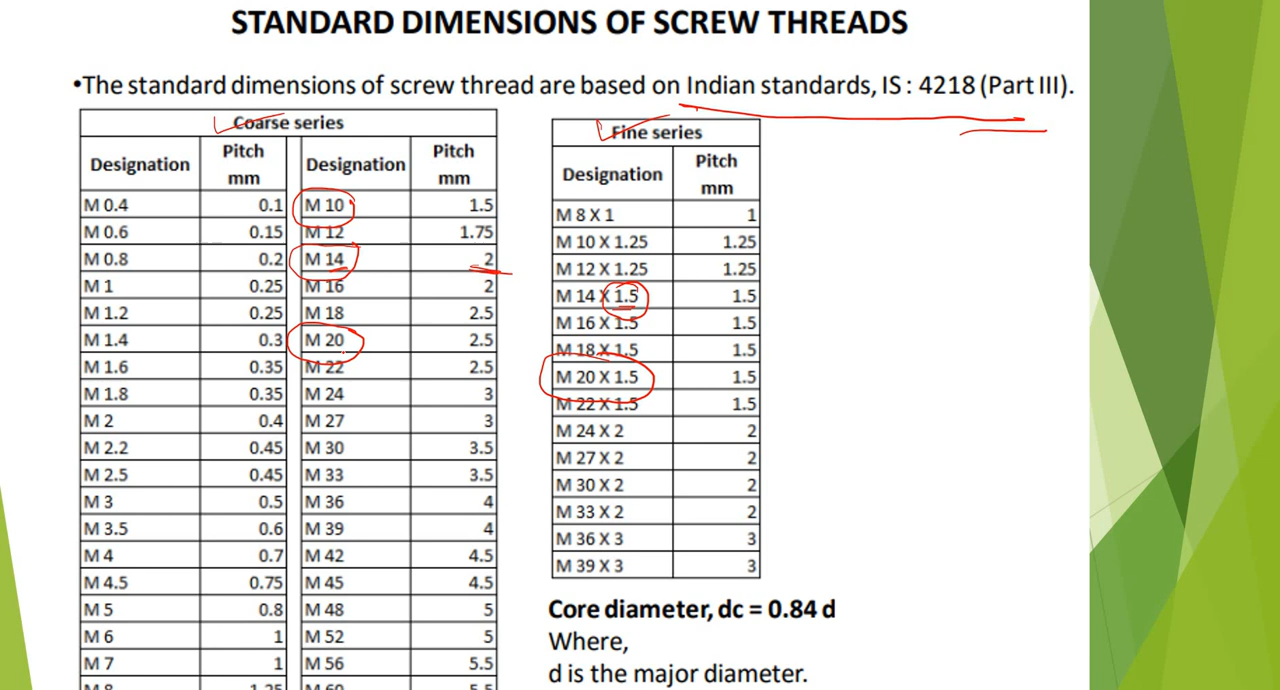 STANDARD DIMENSIONS OF SCREW THREADS
•The standard dimensions of screw thread are based on Indian standards, IS : 4218 (Part III).
Coarse series
Designation Pitch mm Designation Pitch mm
M 0.4 0.1 M 10 1.5
M 0.6 0.15 M 12 1.75
M 0.8 0.2 M 14 2
M 1 0.25 M 16 2
M 1.2 0.25 M 18 2.5
M 1.4 0.3 M 20 2.5
M 1.6 0.35 M 22 2.5
M 1.8 0.35 M 24 3
M 2 0.4 M 27 3
M 2.2 0.45 M 30 3.5
M 2.5 0.45 M 33 3.5
M 3 0.5 M 36 4
M 3.5 0.6 M 39 4
M 4 0.7 M 42 4.5
M 4.5 0.75 M 45 4.5
M 5 0.8 M 48 5
M 6 1 M 52 5
M 7 1 M 56 5.5
M 8 1.25 M 60 5.5
Fine series
Designation Pitch mm
M 8 X 1 1
M 10 X 1.25 1.25
M 12 X 1.25 1.25
M 14 X 1.5 1.5
M 16 X 1.5 1.5
M 18 X 1.5 1.5
M 20 X 1.5 1.5
M 22 X 1.5 1.5
M 24 X 2 2
M 27 X 2 2
M 30 X 2 2
M 33 X 2 2
M 36 X 3 3
M 39 X 3 3
Core diameter, dc = 0.84 d
Where,
d is the major diameter.